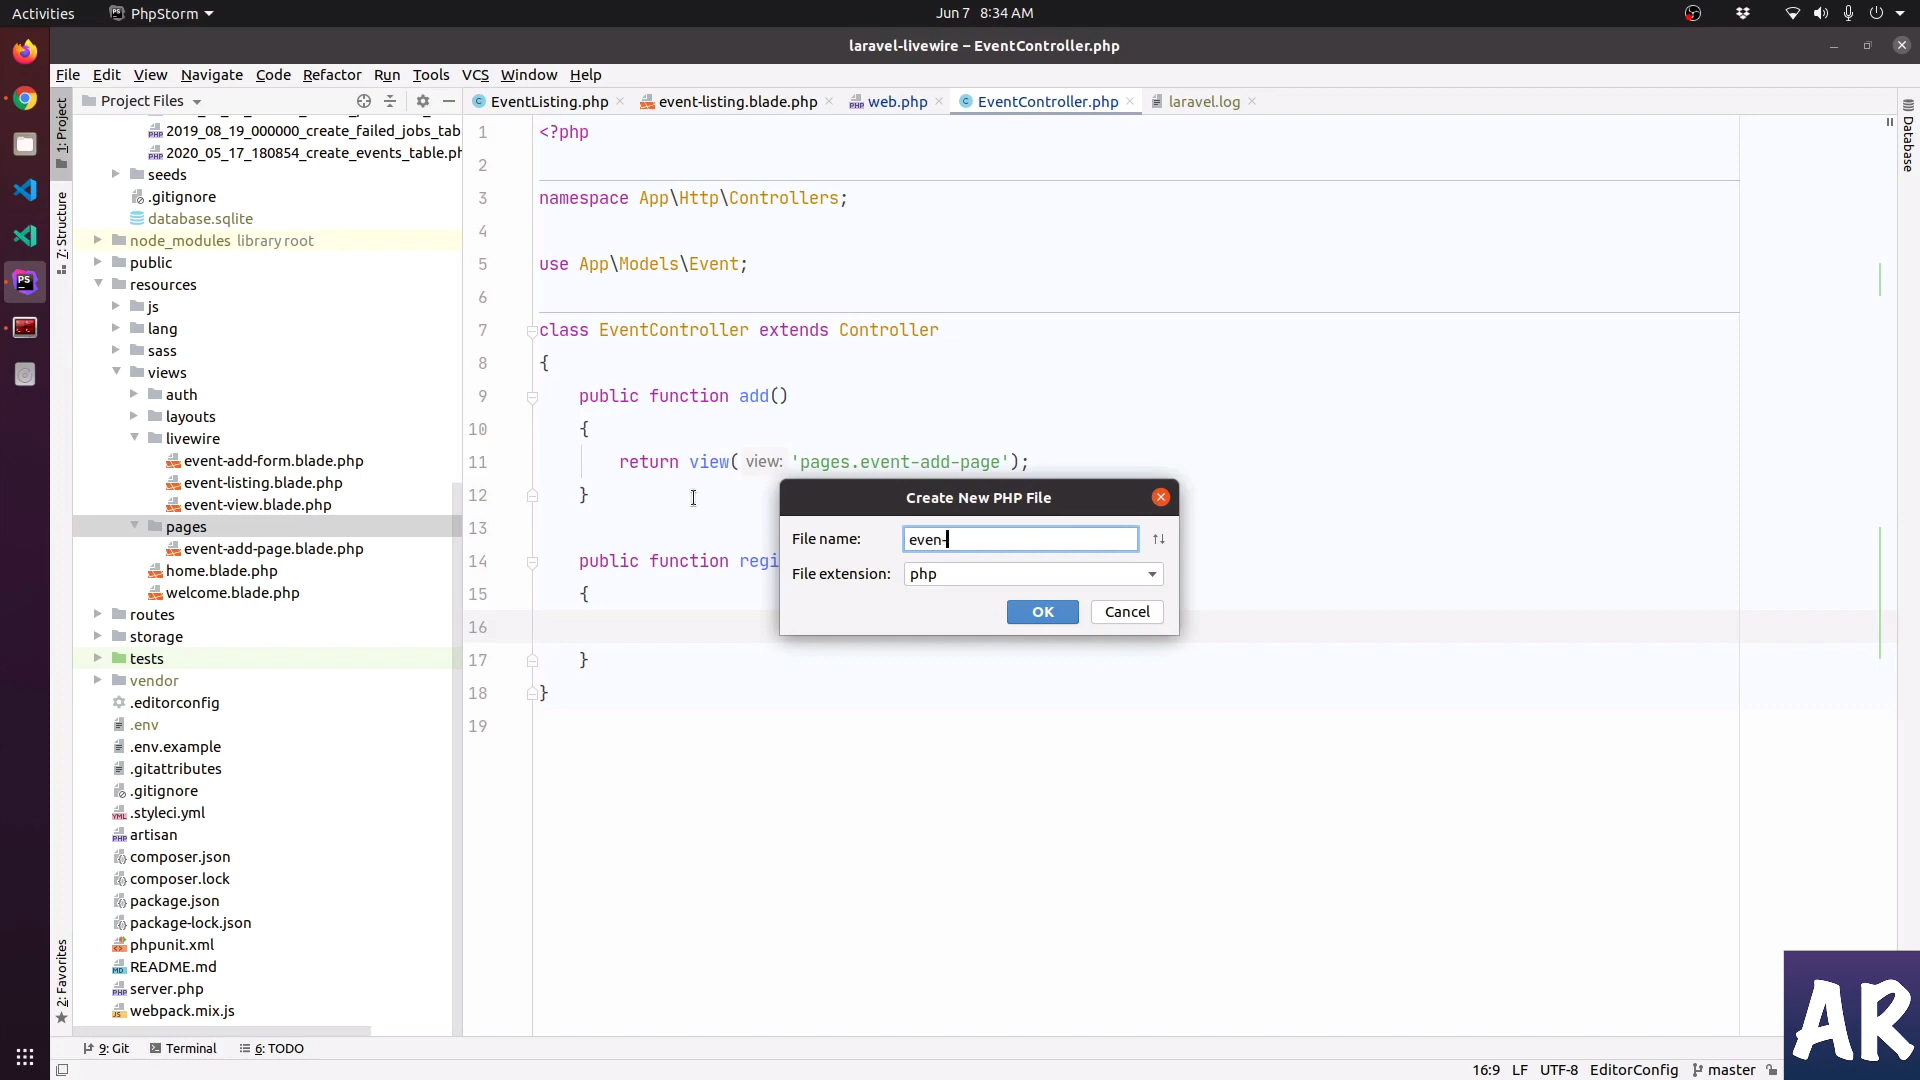 Activities
PhpStorm
Jun 7 8:34 AM
laravel-livewire – EventController.php
File Edit View Navigate Code Refactor Run Tools VCS Window Help
Project Files
EventListing.php
event-listing.blade.php
web.php
EventController.php
laravel.log
1: Project
7: Structure
2: Favorites
Database
2019_08_19_000000_create_failed_jobs_tab
2020_05_17_180854_create_events_table.ph
seeds
.gitignore
database.sqlite
node_modules library root
public
resources
js
lang
sass
views
auth
layouts
livewire
event-add-form.blade.php
event-listing.blade.php
event-view.blade.php
pages
event-add-page.blade.php
home.blade.php
welcome.blade.php
routes
storage
tests
vendor
.editorconfig
.env
.env.example
.gitattributes
.gitignore
.styleci.yml
artisan
composer.json
composer.lock
package.json
package-lock.json
phpunit.xml
README.md
server.php
webpack.mix.js
1 <?php
2
3 namespace App\Http\Controllers;
4
5 use App\Models\Event;
6
7 class EventController extends Controller
8 {
9 public function add()
10 {
11 return view( view: 'pages.event-add-page');
12 }
13
14 public function regi
15 {
16
17 }
18 }
19
Create New PHP File
File name: even-
File extension: php
OK
Cancel
9: Git
Terminal
6: TODO
16:9 LF UTF-8 EditorConfig master
AR